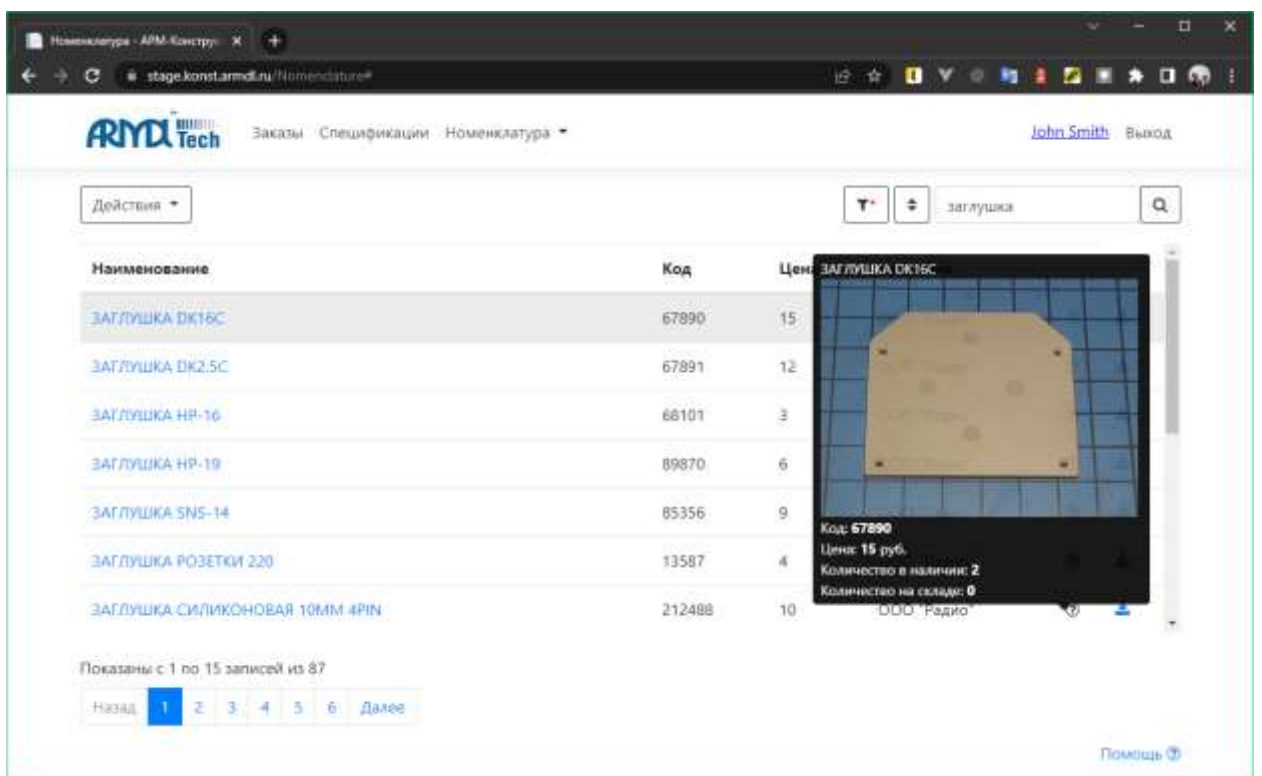 Номенклатура - АРМ-Констру
stage.konst.armdl.ru/Nomenclature#
ARMDL Tech
Заказы Спецификации Номенклатура
John Smith Выход
Действия
заглушка
Наименование Код Цена
ЗАГЛУШКА DK16C 67890 15
ЗАГЛУШКА DK2.5C 67891 12
ЗАГЛУШКА HP-16 68101 3
ЗАГЛУШКА HP-19 89870 6
ЗАГЛУШКА SNS-14 85356 9
ЗАГЛУШКА РОЗЕТКИ 220 13587 4
ЗАГЛУШКА СИЛИКОНОВАЯ 10ММ 4PIN 212488 10 ООО "Радио"
ЗАГЛУШКА DK16C
Код: 67890
Цена: 15 руб.
Количество в наличии: 2
Количество на складе: 0
Показаны с 1 по 15 записей из 87
Назад 1 2 3 4 5 6 Далее
Помощь